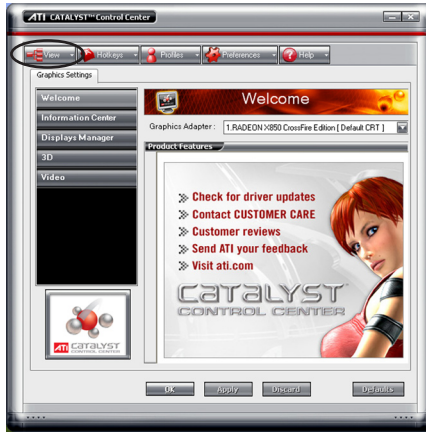 ATI CATALYST™ Control Center
View Hotkeys Profiles Preferences Help
Graphics Settings
Welcome
Information Center
Displays Manager
3D
Video
Welcome
Graphics Adapter : 1.RADEON X850 CrossFire Edition [ Default CRT ]
Product Features
Check for driver updates
Contact CUSTOMER CARE
Customer reviews
Send ATI your feedback
Visit ati.com
CATALYST™
CONTROL CENTER
ATI CATALYST
CONTROL CENTER
OK Apply Discard Defaults